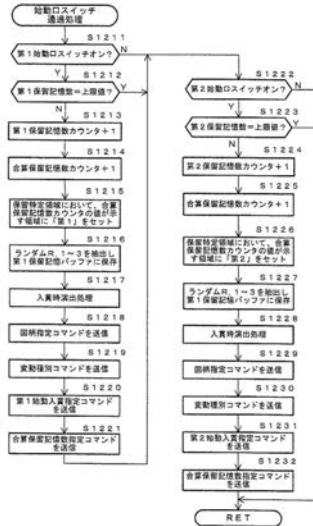 始動口スイッチ
通過処理
S1211
第1始動口スイッチオン?
N
Y
S1212
第1保留記憶数=上限値?
Y
N
S1213
第1保留記憶数カウンタ+1
S1214
合算保留記憶数カウンタ+1
S1215
保留特定領域において、合算
保留記憶数カウンタの値が示
す領域に「第1」をセット
S1216
ランダムR, 1~3を抽出し
第1保留記憶バッファに保存
S1217
入賞時演出処理
S1218
図柄指定コマンドを送信
S1219
変動種別コマンドを送信
S1220
第1始動入賞指定コマンド
を送信
S1221
合算保留記憶数指定コマンド
を送信
S1222
第2始動口スイッチオン?
N
Y
S1223
第2保留記憶数=上限値?
Y
N
S1224
第2保留記憶数カウンタ+1
S1225
合算保留記憶数カウンタ+1
S1226
保留特定領域において、合算
保留記憶数カウンタの値が示
す領域に「第2」をセット
S1227
ランダムR, 1~3を抽出し
第1保留記憶バッファに保存
S1228
入賞時演出処理
S1229
図柄指定コマンドを送信
S1230
変動種別コマンドを送信
S1231
第2始動入賞指定コマンド
を送信
S1232
合算保留記憶数指定コマンド
を送信
RET